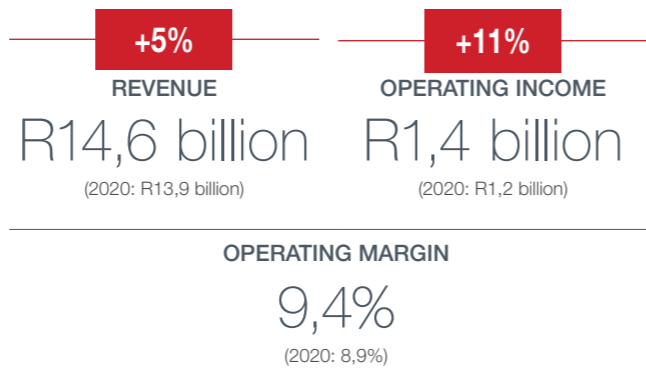 +5%
+11%
REVENUE
OPERATING INCOME
R14,6 billion
R1,4 billion
(2020: R13,9 billion)
(2020: R1,2 billion)
OPERATING MARGIN
9,4%
(2020: 8,9%)